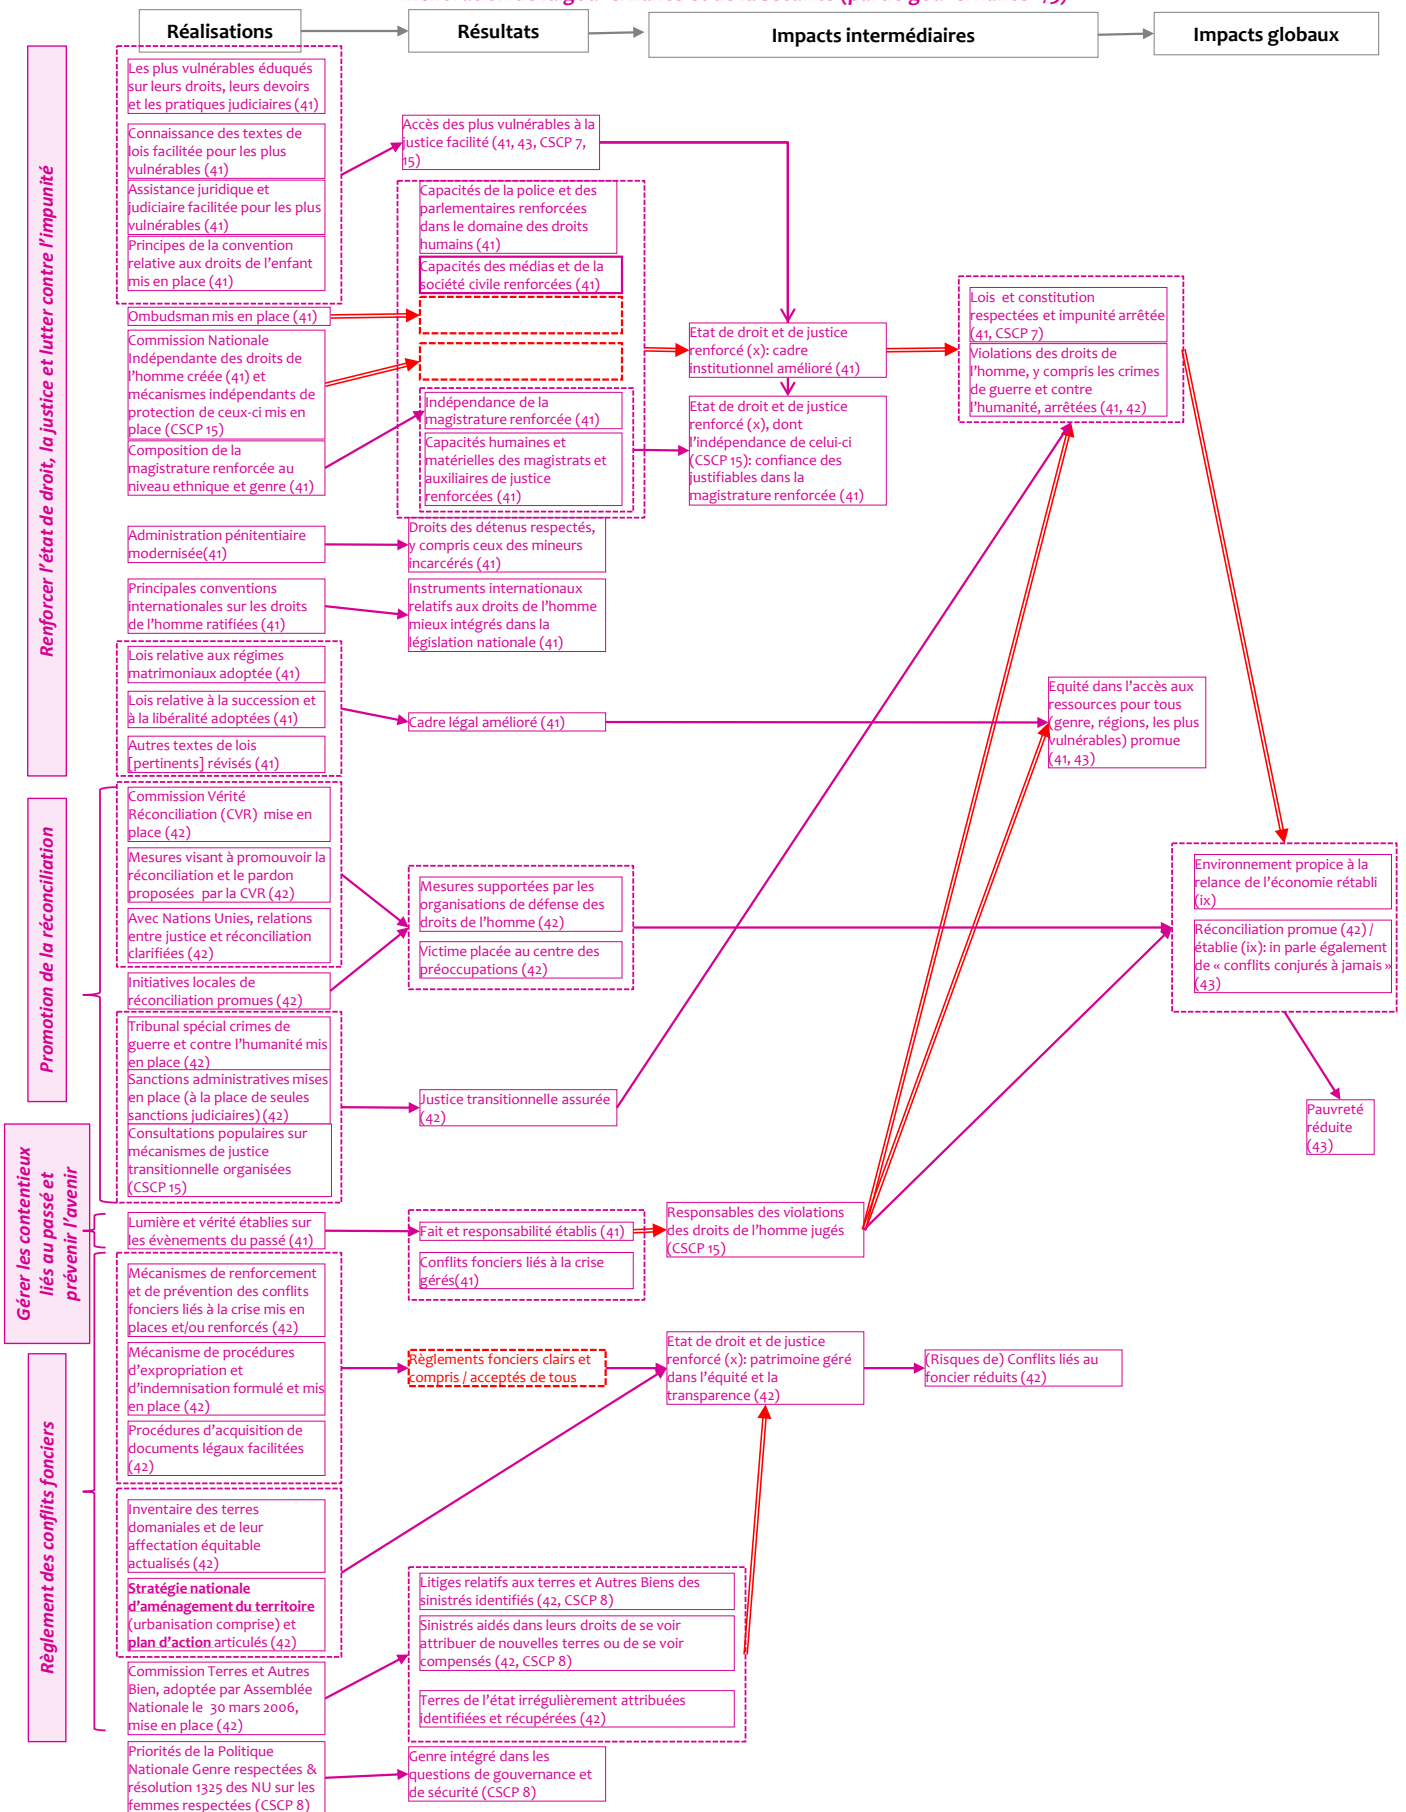 Réalisations
Résultats
Impacts intermédiaires
Impacts globaux
Renforcer l'état de droit, la justice et lutter contre l'impunité
Les plus vulnérables éduqués
sur leurs droits, leurs devoirs
et les pratiques judiciaires (41)
Connaissance des textes de
lois facilitée pour les plus
vulnérables (41)
Assistance juridique et
judiciaire facilitée pour les plus
vulnérables (41)
Principes de la convention
relative aux droits de l'enfant
mis en place (41)
Ombudsman mis en place (41)
Commission Nationale
Indépendante des droits de
l'homme créée (41) et
mécanismes indépendants de
protection de ceux-ci mis en
place (CSCP 15)
Composition de la
magistrature renforcée au
niveau ethnique et genre (41)
Administration pénitentiaire
modernisée(41)
Principales conventions
internationales sur les droits
de l'homme ratifiées (41)
Lois relative aux régimes
matrimoniaux adoptée (41)
Lois relative à la succession et
à la libéralité adoptées (41)
Autres textes de lois
[pertinents] révisés (41)
Accès des plus vulnérables à la
justice facilité (41, 43, CSCP 7,
15)
Capacités de la police et des
parlementaires renforcées
dans le domaine des droits
humains (41)
Capacités des médias et de la
société civile renforcées (41)
Indépendance de la
magistrature renforcée (41)
Capacités humaines et
matérielles des magistrats et
auxiliaires de justice
renforcées (41)
Droits des détenus respectés,
y compris ceux des mineurs
incarcérés (41)
Instruments internationaux
relatifs aux droits de l'homme
mieux intégrés dans la
législation nationale (41)
Cadre légal amélioré (41)
Etat de droit et de justice
renforcé (x): cadre
institutionnel amélioré (41)
Etat de droit et de justice
renforcé (x), dont
l'indépendance de celui-ci
(CSCP 15): confiance des
justifiables dans la
magistrature renforcée (41)
Lois et constitution
respectées et impunité arrêtée
(41, CSCP 7)
Violations des droits de
l'homme, y compris les crimes
de guerre et contre
l'humanité, arrêtées (41, 42)
Equité dans l'accès aux
ressources pour tous
(genre, régions, les plus
vulnérables) promue
(41, 43)
Promotion de la réconciliation
Commission Vérité
Réconciliation (CVR) mise en
place (42)
Mesures visant à promouvoir la
réconciliation et le pardon
proposées par la CVR (42)
Avec Nations Unies, relations
entre justice et réconciliation
clarifiées (42)
Initiatives locales de
réconciliation promues (42)
Tribunal spécial crimes de
guerre et contre l'humanité mis
en place (42)
Sanctions administratives mises
en place (à la place de seules
sanctions judiciaires) (42)
Consultations populaires sur
mécanismes de justice
transitionnelle organisées
(CSCP 15)
Mesures supportées par les
organisations de défense des
droits de l'homme (42)
Victime placée au centre des
préoccupations (42)
Justice transitionnelle assurée
(42)
Environnement propice à la
relance de l'économie rétabli
(ix)
Réconciliation promue (42) /
établie (ix): in parle également
de « conflits conjurés à jamais »
(43)
Pauvreté
réduite
(43)
Gérer les contentieux
liés au passé et
prévenir l'avenir
Lumière et vérité établies sur
les évènements du passé (41)
Fait et responsabilité établis (41)
Conflits fonciers liés à la crise
gérés(41)
Responsables des violations
des droits de l'homme jugés
(CSCP 15)
Règlement des conflits fonciers
Mécanismes de renforcement
et de prévention des conflits
fonciers liés à la crise mis en
places et/ou renforcés (42)
Mécanisme de procédures
d'expropriation et
d'indemnisation formulé et mis
en place (42)
Procédures d'acquisition de
documents légaux facilitées
(42)
Inventaire des terres
domaniales et de leur
affectation équitable
actualisés (42)
Stratégie nationale
d'aménagement du territoire
(urbanisation comprise) et
plan d'action articulés (42)
Commission Terres et Autres
Bien, adoptée par Assemblée
Nationale le 30 mars 2006,
mise en place (42)
Priorités de la Politique
Nationale Genre respectées &
résolution 1325 des NU sur les
femmes respectées (CSCP 8)
Règlements fonciers clairs et
compris / acceptés de tous
Etat de droit et de justice
renforcé (x): patrimoine géré
dans l'équité et la
transparence (42)
(Risques de) Conflits liés au
foncier réduits (42)
Litiges relatifs aux terres et Autres Biens des
sinistrés identifiés (42, CSCP 8)
Sinistrés aidés dans leurs droits de se voir
attribuer de nouvelles terres ou de se voir
compensés (42, CSCP 8)
Terres de l'état irrégulièrement attribuées
identifiées et récupérées (42)
Genre intégré dans les
questions de gouvernance et
de sécurité (CSCP 8)